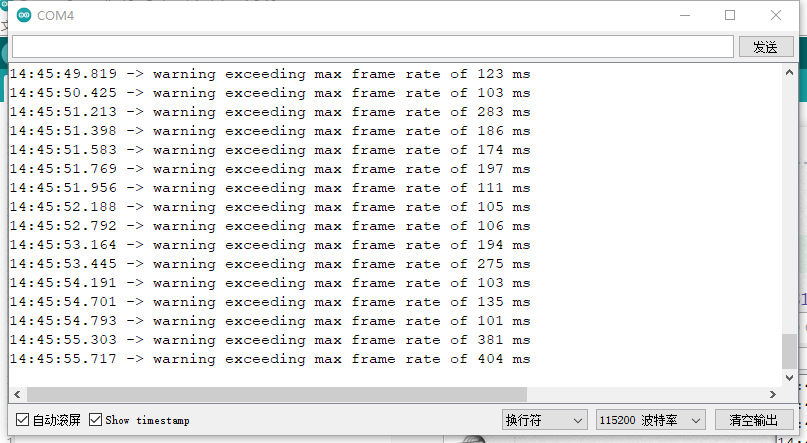 COM4
发送
14:45:49.819 -> warning exceeding max frame rate of 123 ms
14:45:50.425 -> warning exceeding max frame rate of 103 ms
14:45:51.213 -> warning exceeding max frame rate of 283 ms
14:45:51.398 -> warning exceeding max frame rate of 186 ms
14:45:51.583 -> warning exceeding max frame rate of 174 ms
14:45:51.769 -> warning exceeding max frame rate of 197 ms
14:45:51.956 -> warning exceeding max frame rate of 111 ms
14:45:52.188 -> warning exceeding max frame rate of 105 ms
14:45:52.792 -> warning exceeding max frame rate of 106 ms
14:45:53.164 -> warning exceeding max frame rate of 194 ms
14:45:53.445 -> warning exceeding max frame rate of 275 ms
14:45:54.191 -> warning exceeding max frame rate of 103 ms
14:45:54.701 -> warning exceeding max frame rate of 135 ms
14:45:54.793 -> warning exceeding max frame rate of 101 ms
14:45:55.303 -> warning exceeding max frame rate of 381 ms
14:45:55.717 -> warning exceeding max frame rate of 404 ms
自动滚屏 Show timestamp 换行符 115200 波特率 清空输出